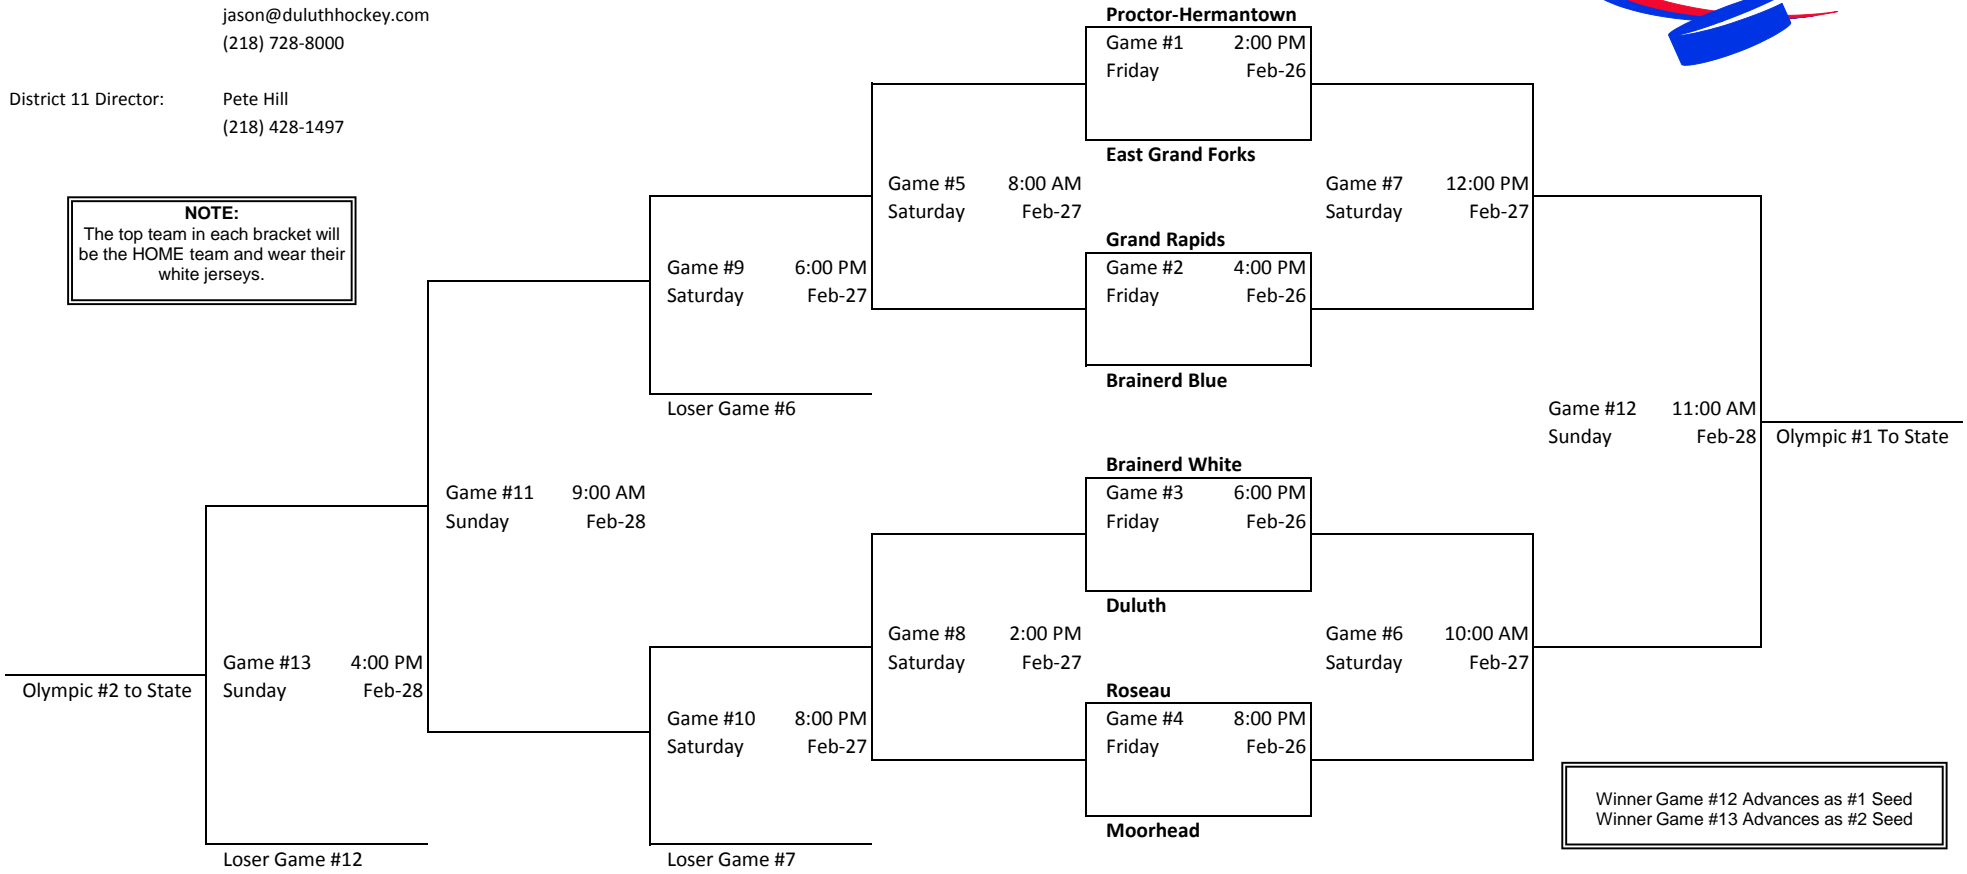 jason@duluthhockey.com
(218) 728-8000
District 11 Director: Pete Hill
(218) 428-1497
NOTE:
The top team in each bracket will
be the HOME team and wear their
white jerseys.
Proctor-Hermantown
Game #1 2:00 PM
Friday Feb-26
East Grand Forks
Game #5 8:00 AM
Saturday Feb-27
Game #7 12:00 PM
Saturday Feb-27
Grand Rapids
Game #9 6:00 PM
Saturday Feb-27
Game #2 4:00 PM
Friday Feb-26
Brainerd Blue
Loser Game #6
Game #12 11:00 AM
Sunday Feb-28
Olympic #1 To State
Brainerd White
Game #11 9:00 AM
Sunday Feb-28
Game #3 6:00 PM
Friday Feb-26
Duluth
Game #8 2:00 PM
Saturday Feb-27
Game #6 10:00 AM
Saturday Feb-27
Game #13 4:00 PM
Sunday Feb-28
Olympic #2 to State
Roseau
Game #10 8:00 PM
Saturday Feb-27
Game #4 8:00 PM
Friday Feb-26
Moorhead
Winner Game #12 Advances as #1 Seed
Winner Game #13 Advances as #2 Seed
Loser Game #12
Loser Game #7